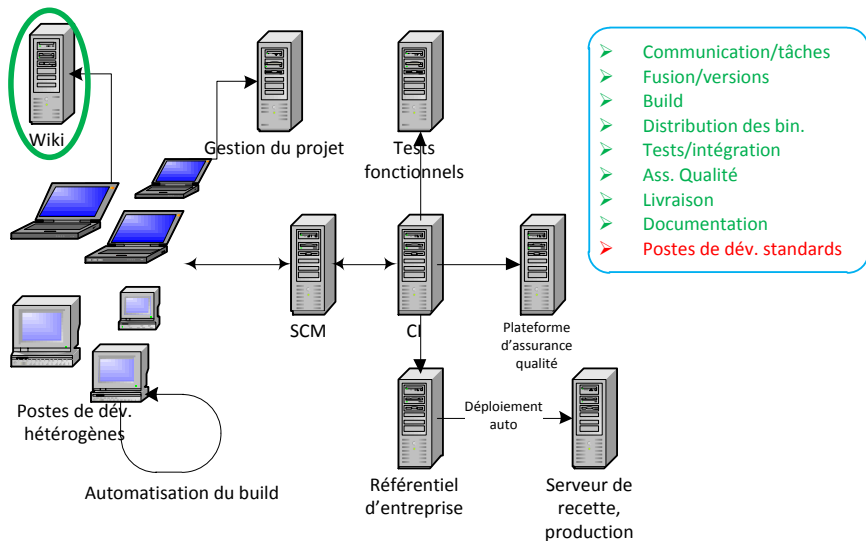 Wiki
Gestion du projet
Tests
fonctionnels
SCM
CI
Plateforme
d'assurance
qualité
Postes de dév.
hétérogènes
Automatisation du build
Déploiement
auto
Référentiel
d'entreprise
Serveur de
recette,
production
Communication/tâches
Fusion/versions
Build
Distribution des bin.
Tests/intégration
Ass. Qualité
Livraison
Documentation
Postes de dév. standards